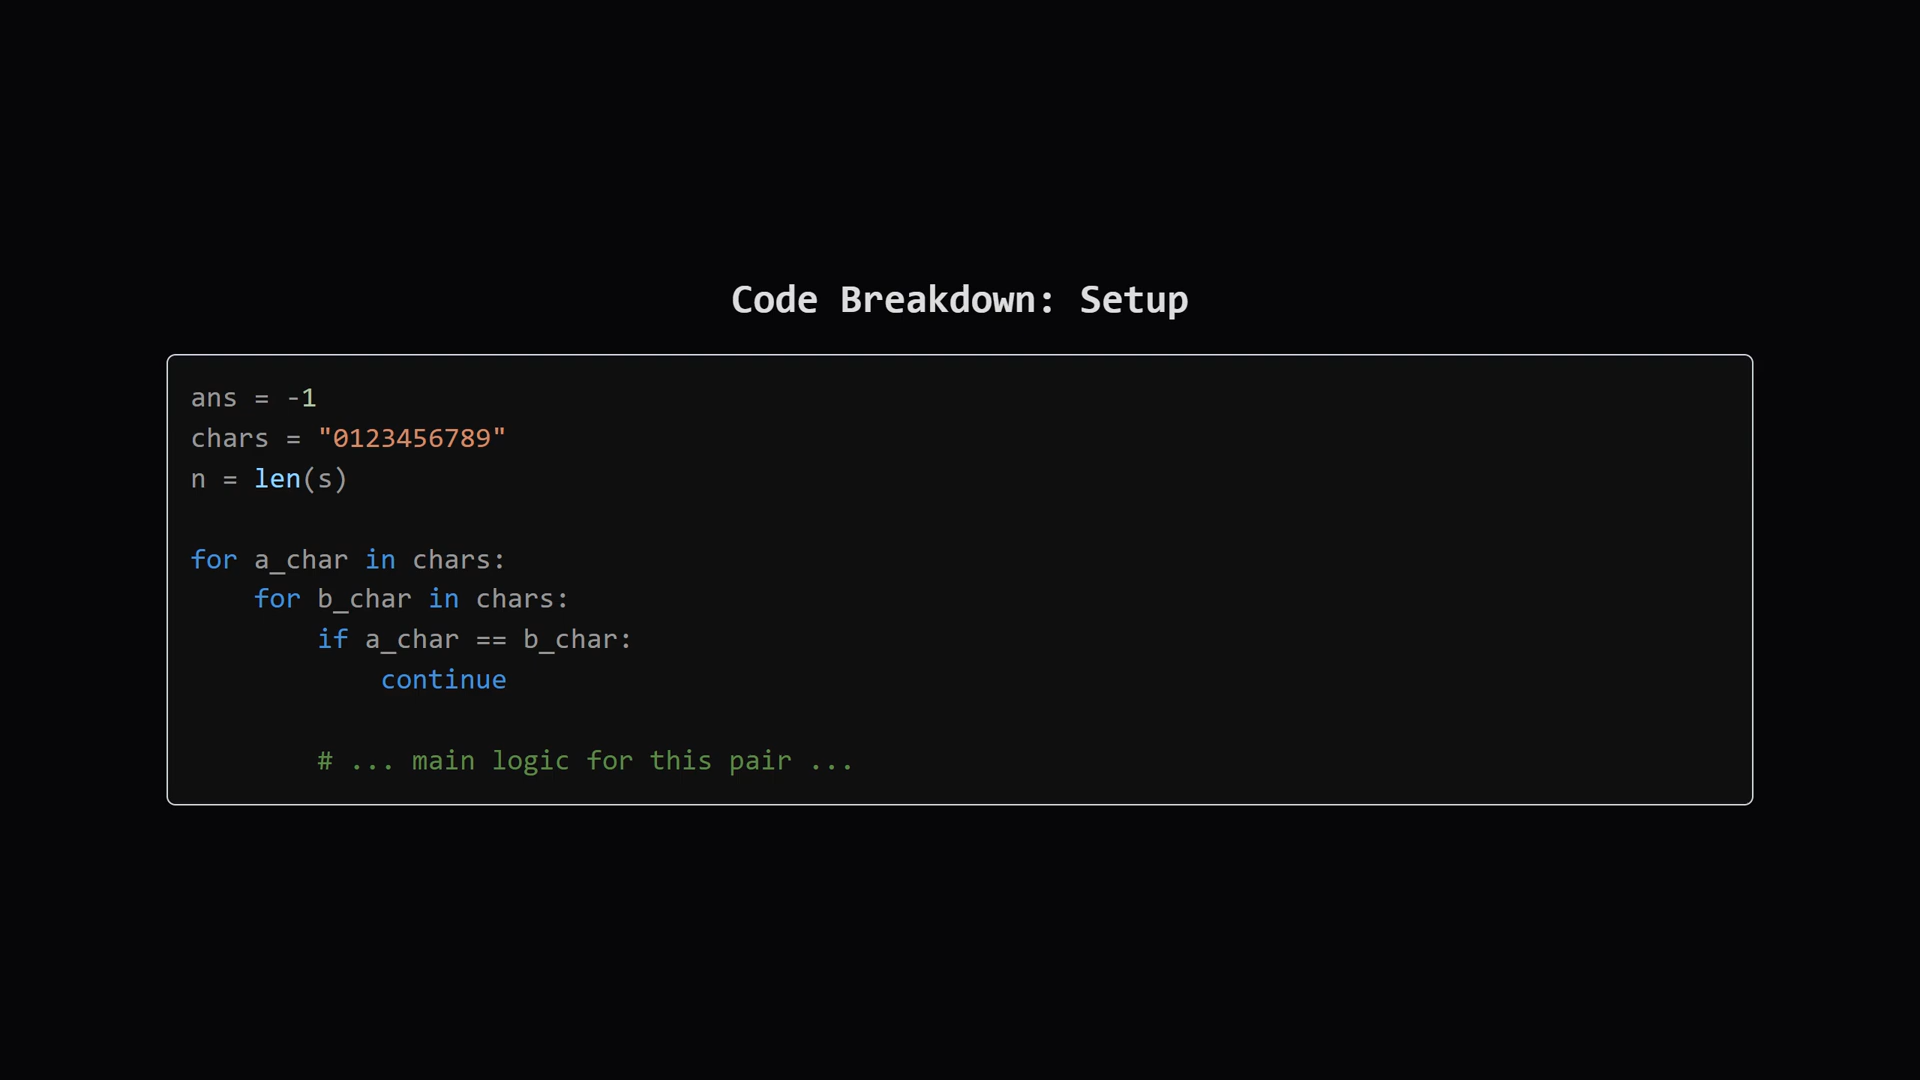 Code Breakdown: Setup
ans = -1
chars = "0123456789"
n = len(s)
for a_char in chars:
    for b_char in chars:
        if a_char == b_char:
            continue
        # ... main logic for this pair ...